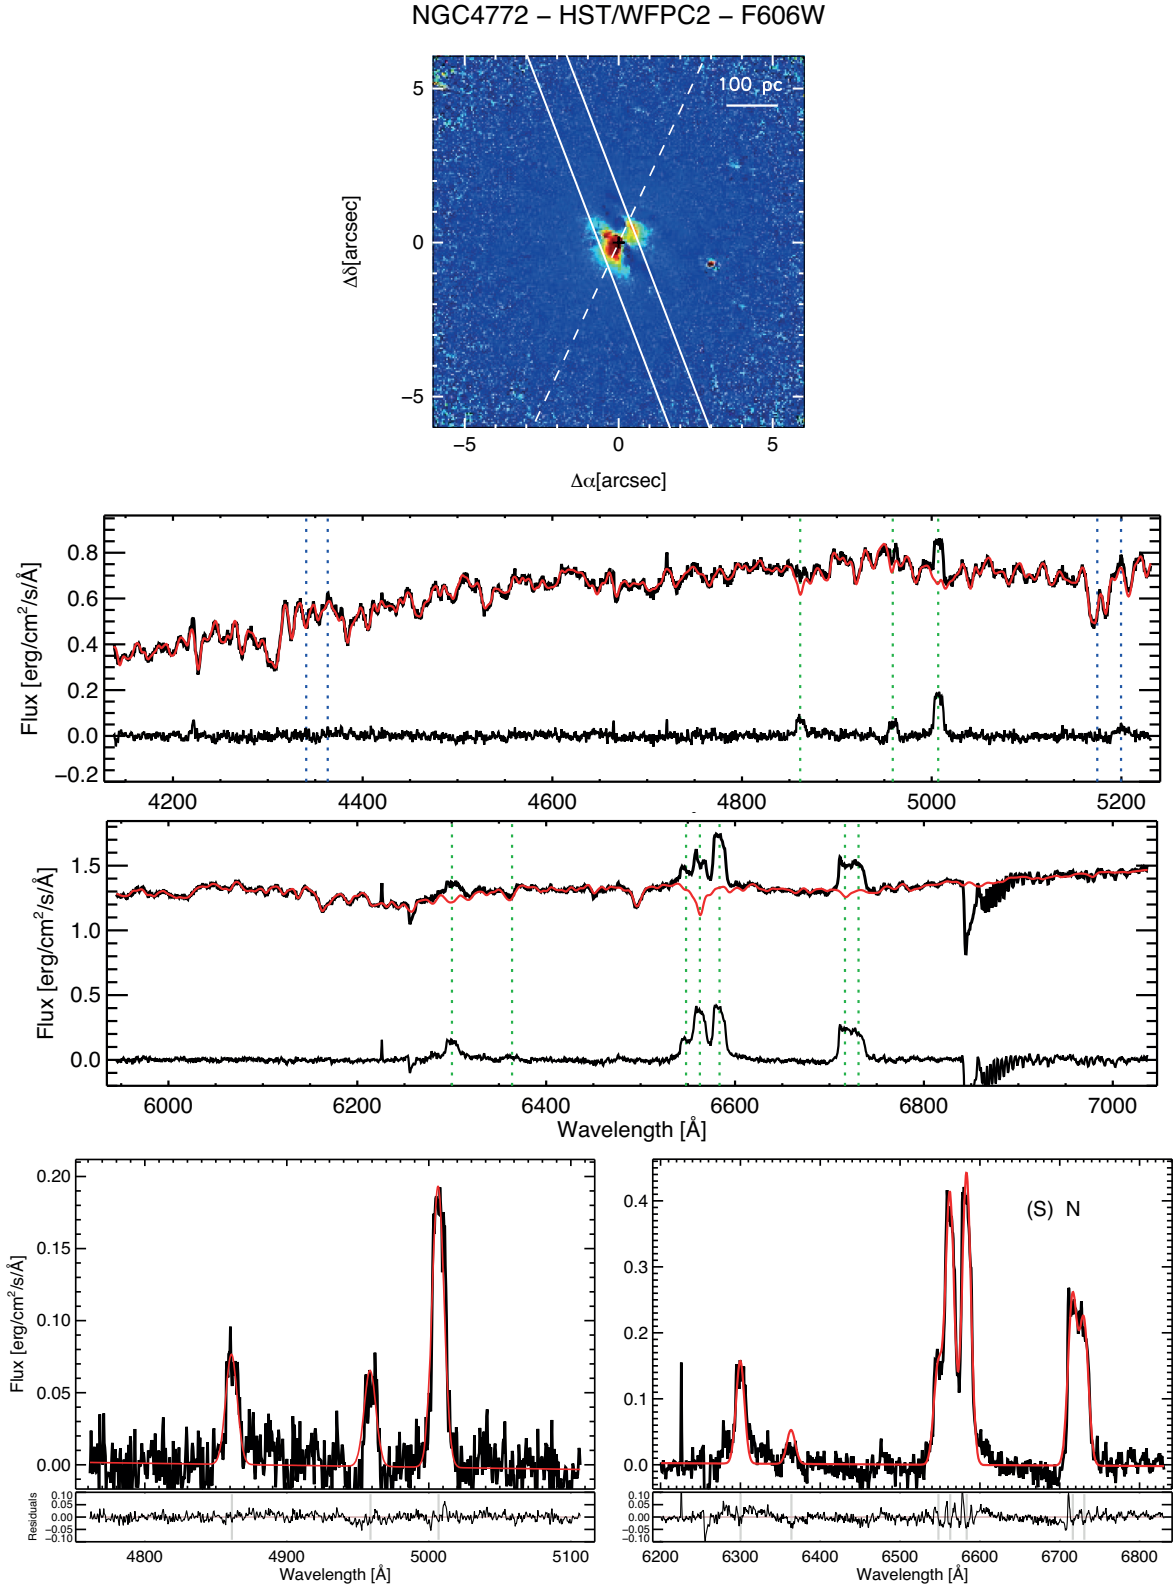 NGC4772 – HST/WFPC2 – F606W
100 pc
5
0
−5
Δδ[arcsec]
−5 0 5
Δα[arcsec]
0.8
0.6
0.4
0.2
0.0
−0.2
Flux [erg/cm²/s/Å]
4200 4400 4600 4800 5000 5200
1.5
1.0
0.5
0.0
Flux [erg/cm²/s/Å]
6000 6200 6400 6600 6800 7000
Wavelength [Å]
0.20
0.15
0.10
0.05
0.00
Flux [erg/cm²/s/Å]
0.10
0.05
0.00
−0.05
−0.10
Residuals
4800 4900 5000 5100
Wavelength [Å]
(S) N
0.4
0.3
0.2
0.1
0.0
0.10
0.05
0.00
−0.05
−0.10
6200 6300 6400 6500 6600 6700 6800
Wavelength [Å]